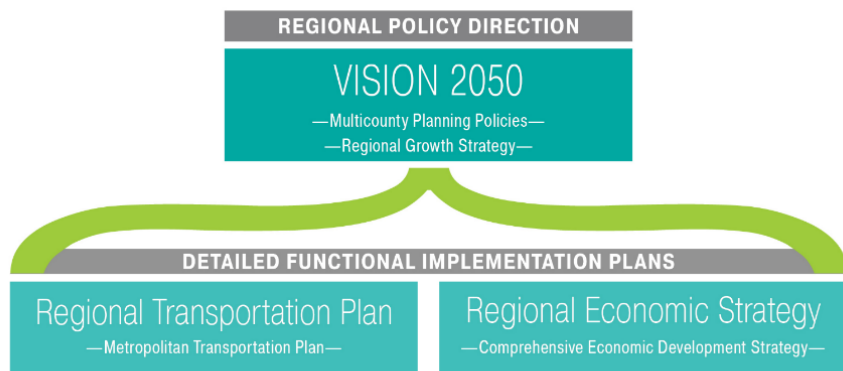 REGIONAL POLICY DIRECTION
VISION 2050
—Multicounty Planning Policies—
—Regional Growth Strategy—
DETAILED FUNCTIONAL IMPLEMENTATION PLANS
Regional Transportation Plan
—Metropolitan Transportation Plan—
Regional Economic Strategy
—Comprehensive Economic Development Strategy—